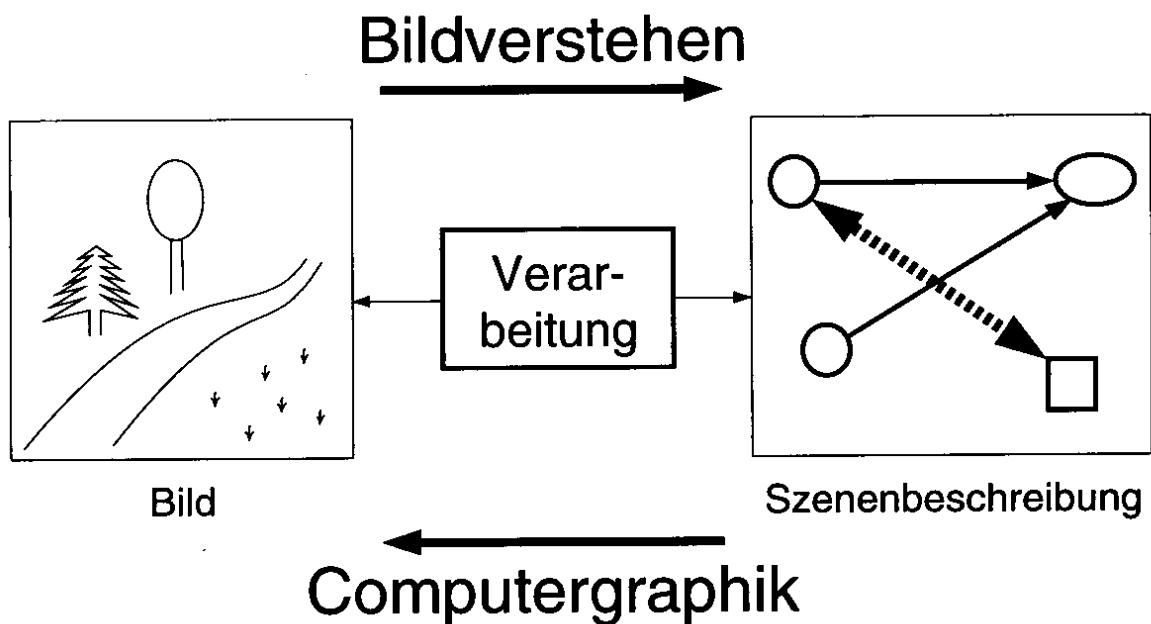 Bildverstehen
Verar-
beitung
Bild
Szenenbeschreibung
Computergraphik